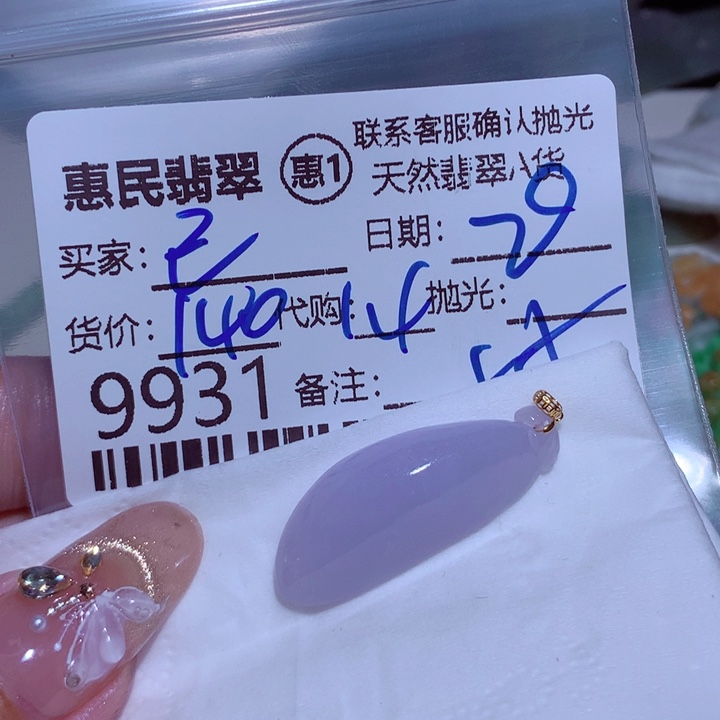 惠民翡翠 惠1 联系客服确认抛光
天然翡翠A货
买家: 日期: 29
货价: 140 代购: 14 抛光:
9931 备注: